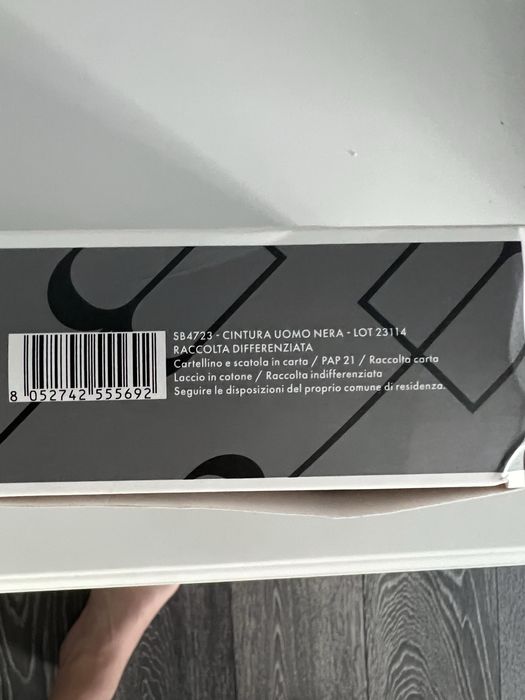 SB4723 - CINTURA UOMO NERA - LOT 23114
RACCOLTA DIFFERENZIATA
Cartellino e scatola in carta / PAP 21 / Raccolta carta
Laccio in cotone / Raccolta indifferenziata
Seguire le disposizioni del proprio comune di residenza.
8 052742 555692